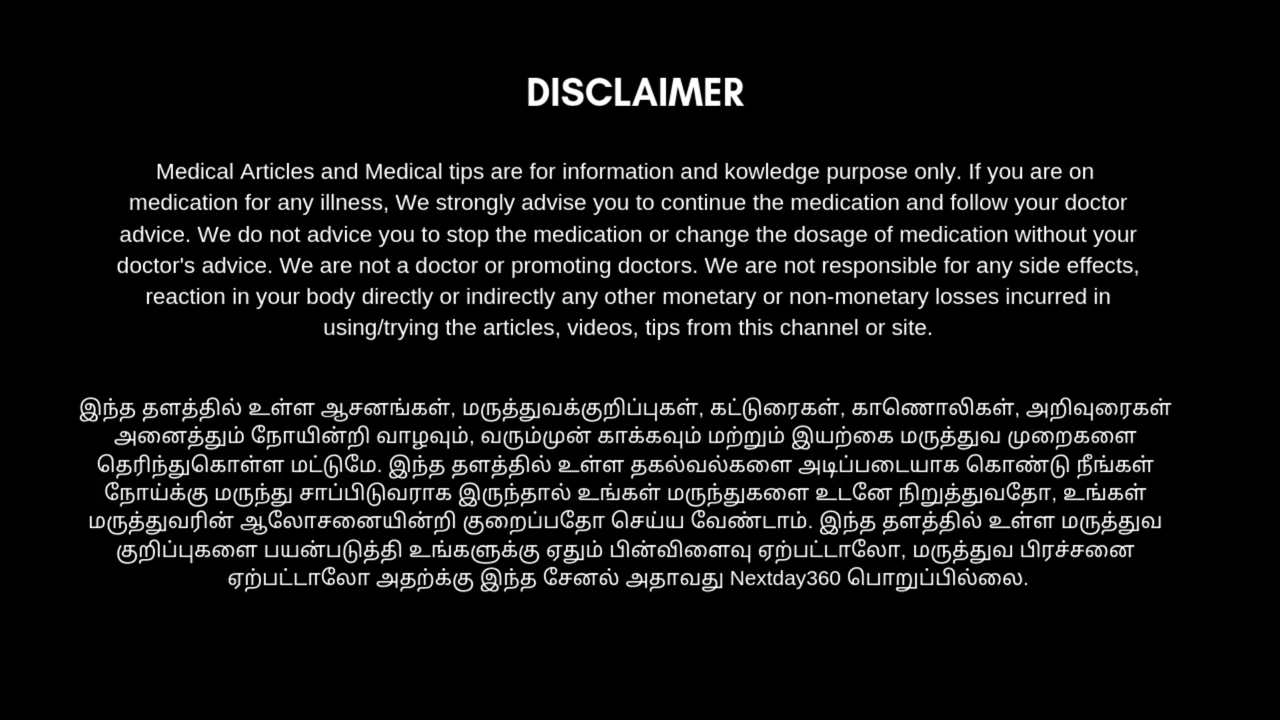 DISCLAIMER
Medical Articles and Medical tips are for information and kowledge purpose only. If you are on
medication for any illness, We strongly advise you to continue the medication and follow your doctor
advice. We do not advice you to stop the medication or change the dosage of medication without your
doctor's advice. We are not a doctor or promoting doctors. We are not responsible for any side effects,
reaction in your body directly or indirectly any other monetary or non-monetary losses incurred in
using/trying the articles, videos, tips from this channel or site.
இந்த தளத்தில் உள்ள ஆசனங்கள், மருத்துவக்குறிப்புகள், கட்டுரைகள், காணொலிகள், அறிவுரைகள்
அனைத்தும் நோயின்றி வாழவும், வரும்முன் காக்கவும் மற்றும் இயற்கை மருத்துவ முறைகளை
தெரிந்துகொள்ள மட்டுமே. இந்த தளத்தில் உள்ள தகல்வல்களை அடிப்படையாக கொண்டு நீங்கள்
நோய்க்கு மருந்து சாப்பிடுவராக இருந்தால் உங்கள் மருந்துகளை உடனே நிறுத்துவதோ, உங்கள்
மருத்துவரின் ஆலோசனையின்றி குறைப்பதோ செய்ய வேண்டாம். இந்த தளத்தில் உள்ள மருத்துவ
குறிப்புகளை பயன்படுத்தி உங்களுக்கு ஏதும் பின்விளைவு ஏற்பட்டாலோ, மருத்துவ பிரச்சனை
ஏற்பட்டாலோ அதற்க்கு இந்த சேனல் அதாவது Nextday360 பொறுப்பில்லை.